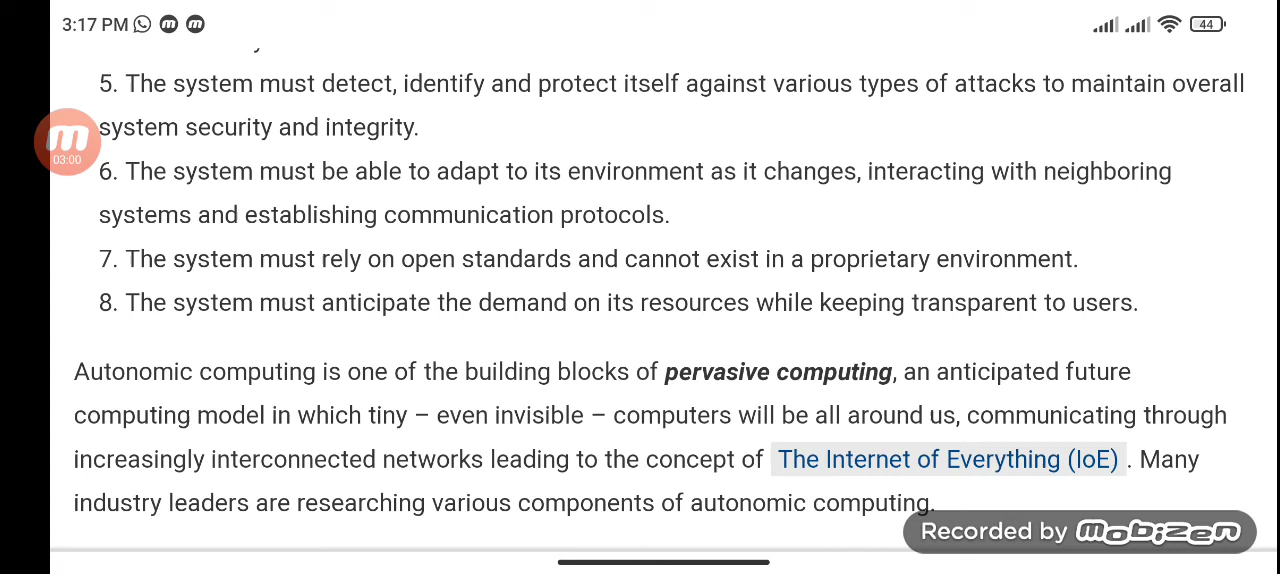 3:17 PM
44
5. The system must detect, identify and protect itself against various types of attacks to maintain overall
system security and integrity.
03:00
6. The system must be able to adapt to its environment as it changes, interacting with neighboring
systems and establishing communication protocols.
7. The system must rely on open standards and cannot exist in a proprietary environment.
8. The system must anticipate the demand on its resources while keeping transparent to users.
Autonomic computing is one of the building blocks of pervasive computing, an anticipated future
computing model in which tiny – even invisible – computers will be all around us, communicating through
increasingly interconnected networks leading to the concept of The Internet of Everything (IoE) . Many
industry leaders are researching various components of autonomic computing.
Recorded by mobizen